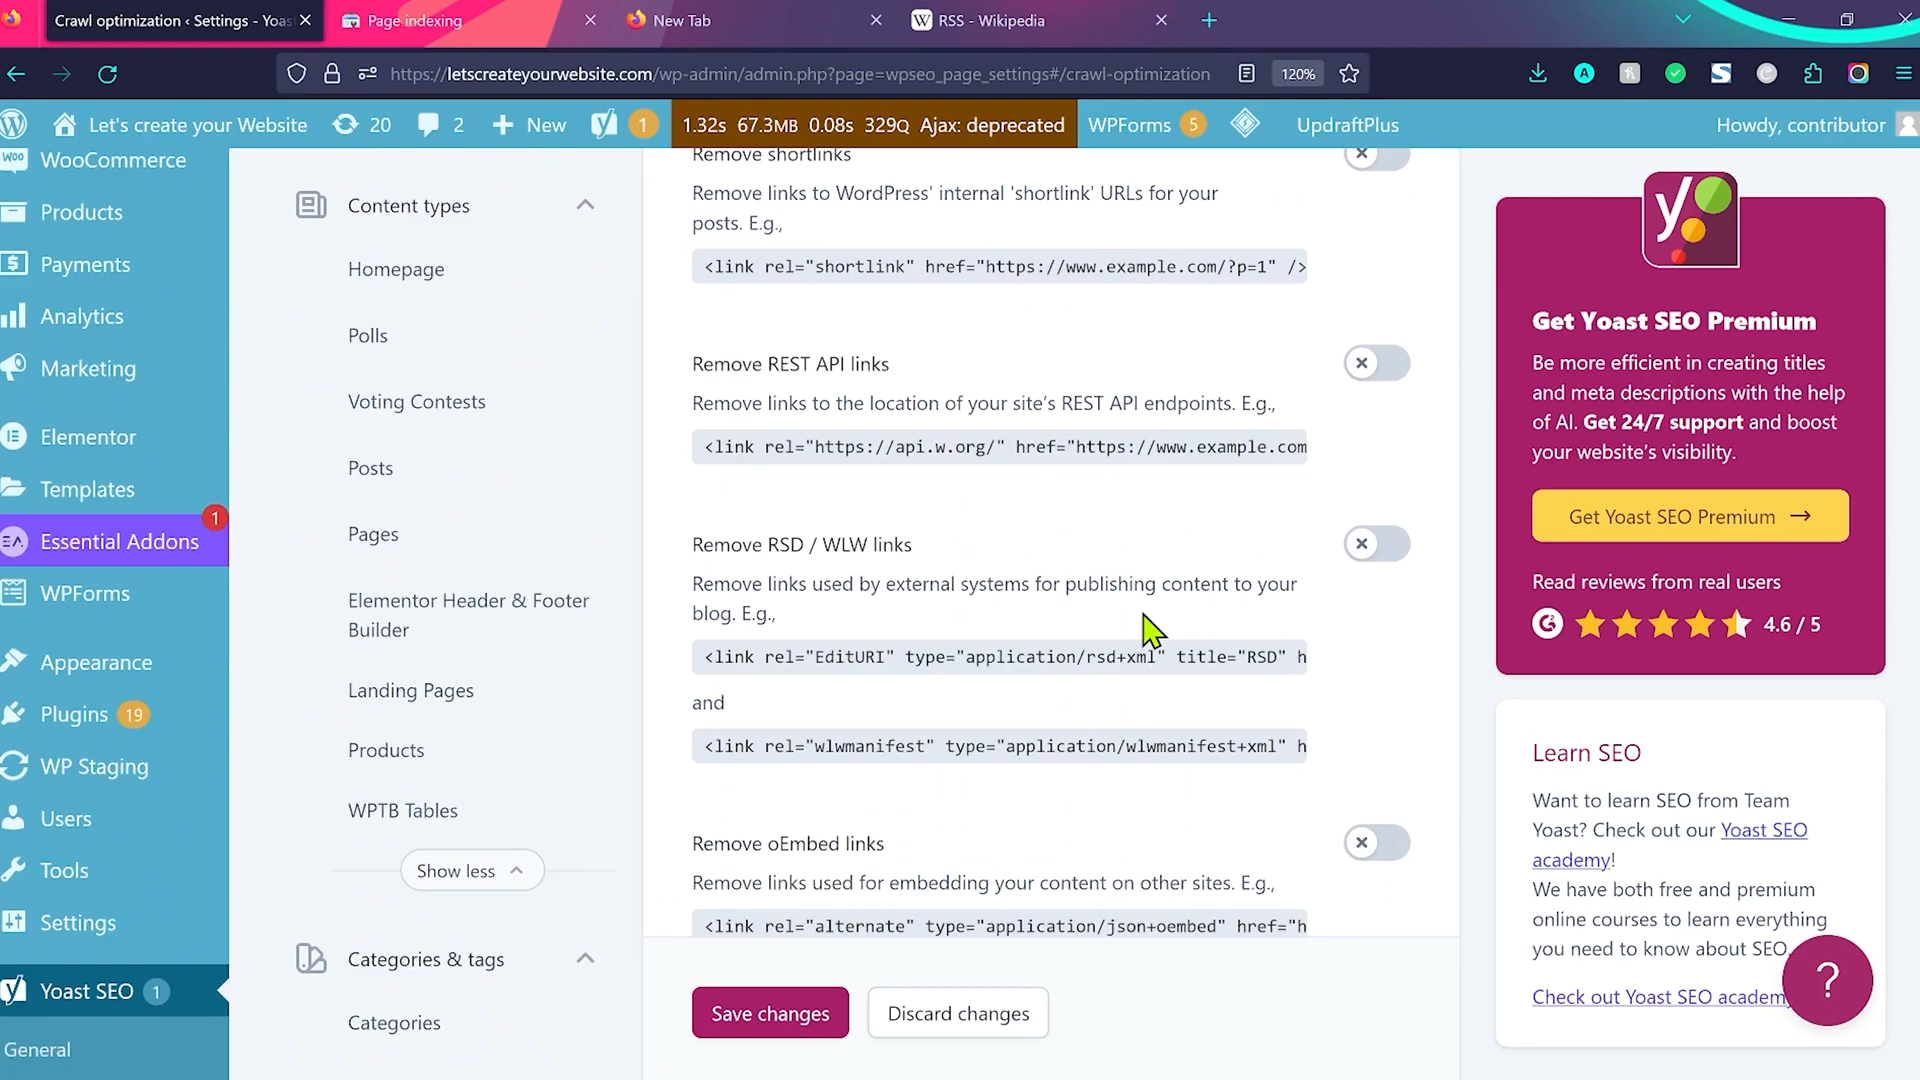 Crawl optimization ‹ Settings - Yoas
Page indexing
New Tab
RSS - Wikipedia
https://letscreateyourwebsite.com/wp-admin/admin.php?page=wpseo_page_settings#/crawl-optimization
120%
Let's create your Website
20
2
New
1
1.32s 67.3MB 0.08s 329Q Ajax: deprecated
WPForms 5
UpdraftPlus
Howdy, contributor
WooCommerce
Products
Payments
Analytics
Marketing
Elementor
Templates
Essential Addons
1
WPForms
Appearance
Plugins 19
WP Staging
Users
Tools
Settings
Yoast SEO 1
General
Content types
Homepage
Polls
Voting Contests
Posts
Pages
Elementor Header & Footer
Builder
Landing Pages
Products
WPTB Tables
Show less
Categories & tags
Categories
Remove shortlinks
Remove links to WordPress' internal 'shortlink' URLs for your
posts. E.g.,
<link rel="shortlink" href="https://www.example.com/?p=1" />
Remove REST API links
Remove links to the location of your site’s REST API endpoints. E.g.,
<link rel="https://api.w.org/" href="https://www.example.com
Remove RSD / WLW links
Remove links used by external systems for publishing content to your
blog. E.g.,
<link rel="EditURI" type="application/rsd+xml" title="RSD" h
and
<link rel="wlwmanifest" type="application/wlwmanifest+xml" h
Remove oEmbed links
Remove links used for embedding your content on other sites. E.g.,
<link rel="alternate" type="application/json+oembed" href="h
Save changes
Discard changes
Get Yoast SEO Premium
Be more efficient in creating titles
and meta descriptions with the help
of AI. Get 24/7 support and boost
your website’s visibility.
Get Yoast SEO Premium →
Read reviews from real users
4.6 / 5
Learn SEO
Want to learn SEO from Team
Yoast? Check out our Yoast SEO
academy!
We have both free and premium
online courses to learn everything
you need to know about SEO.
Check out Yoast SEO academ
?